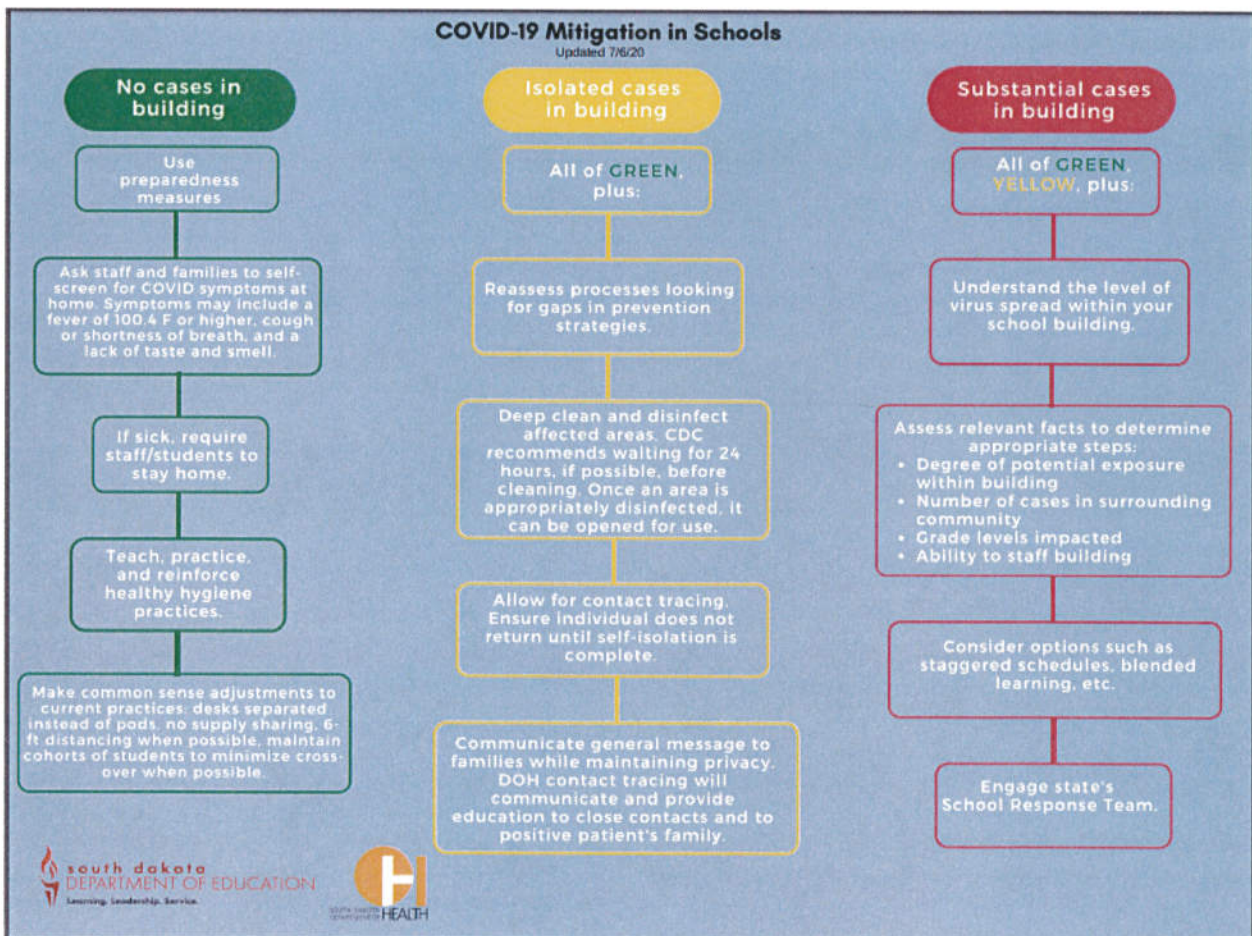 COVID-19 Mitigation in Schools
Updated 7/6/20
No cases in
building
Use
preparedness
measures
Ask staff and families to self-
screen for COVID symptoms at
home. Symptoms may include a
fever of 100.4 F or higher, cough
or shortness of breath, and a
lack of taste and smell.
If sick, require
staff/students to
stay home.
Teach, practice,
and reinforce
healthy hygiene
practices.
Make common sense adjustments to
current practices: desks separated
instead of pods, no supply sharing, 6-
ft distancing when possible, maintain
cohorts of students to minimize cross-
over when possible.
Isolated cases
in building
All of GREEN,
plus:
Reassess processes looking
for gaps in prevention
strategies.
Deep clean and disinfect
affected areas. CDC
recommends waiting for 24
hours, if possible, before
cleaning. Once an area is
appropriately disinfected, it
can be opened for use.
Allow for contact tracing.
Ensure individual does not
return until self-isolation is
complete.
Communicate general message to
families while maintaining privacy.
DOH contact tracing will
communicate and provide
education to close contacts and to
positive patient's family.
Substantial cases
in building
All of GREEN,
YELLOW, plus:
Understand the level of
virus spread within your
school building.
Assess relevant facts to determine
appropriate steps:
• Degree of potential exposure
within building
• Number of cases in surrounding
community
• Grade levels impacted
• Ability to staff building
Consider options such as
staggered schedules, blended
learning, etc.
Engage state's
School Response Team.
south dakota
DEPARTMENT OF EDUCATION
Learning. Leadership. Service.
SOUTH DAKOTA
DEPARTMENT OF HEALTH